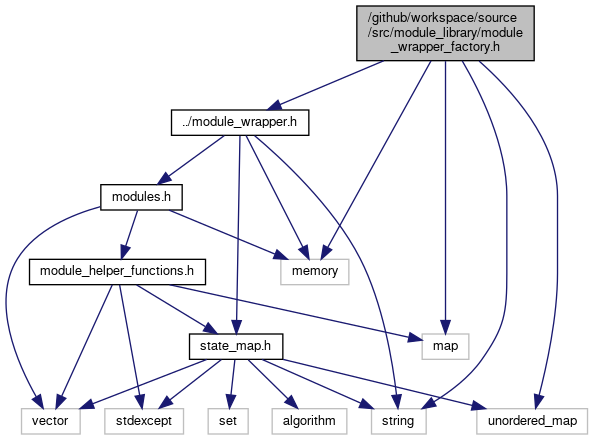 /github/workspace/source
/src/module_library/module
_wrapper_factory.h
../module_wrapper.h
modules.h
module_helper_functions.h
memory
state_map.h
map
vector
stdexcept
set
algorithm
string
unordered_map